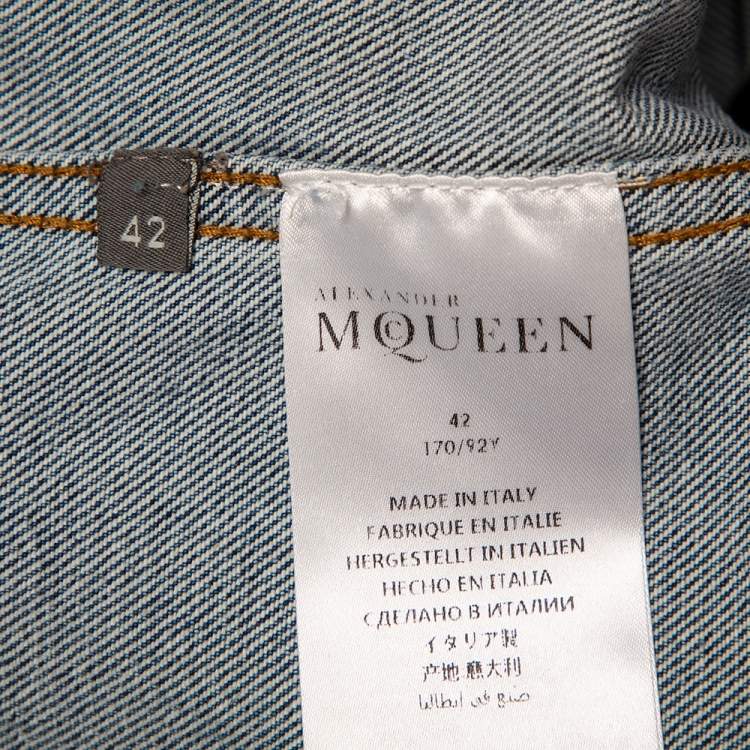 42
ALEXANDER
MCQUEEN
42
170/92Y
MADE IN ITALY
FABRIQUE EN ITALIE
HERGESTELLT IN ITALIEN
HECHO EN ITALIA
СДЕЛАНО В ИТАЛИИ
イタリア製
产地 意大利
صنع في ايطاليا